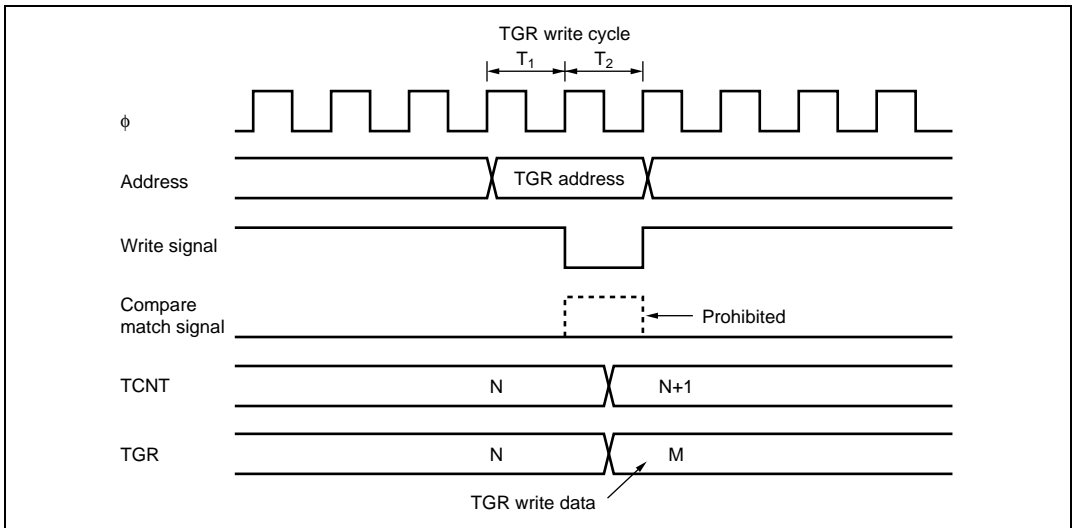 TGR write cycle
T₁ T₂
ϕ
Address TGR address
Write signal
Compare
match signal Prohibited
TCNT N N+1
TGR N M
TGR write data